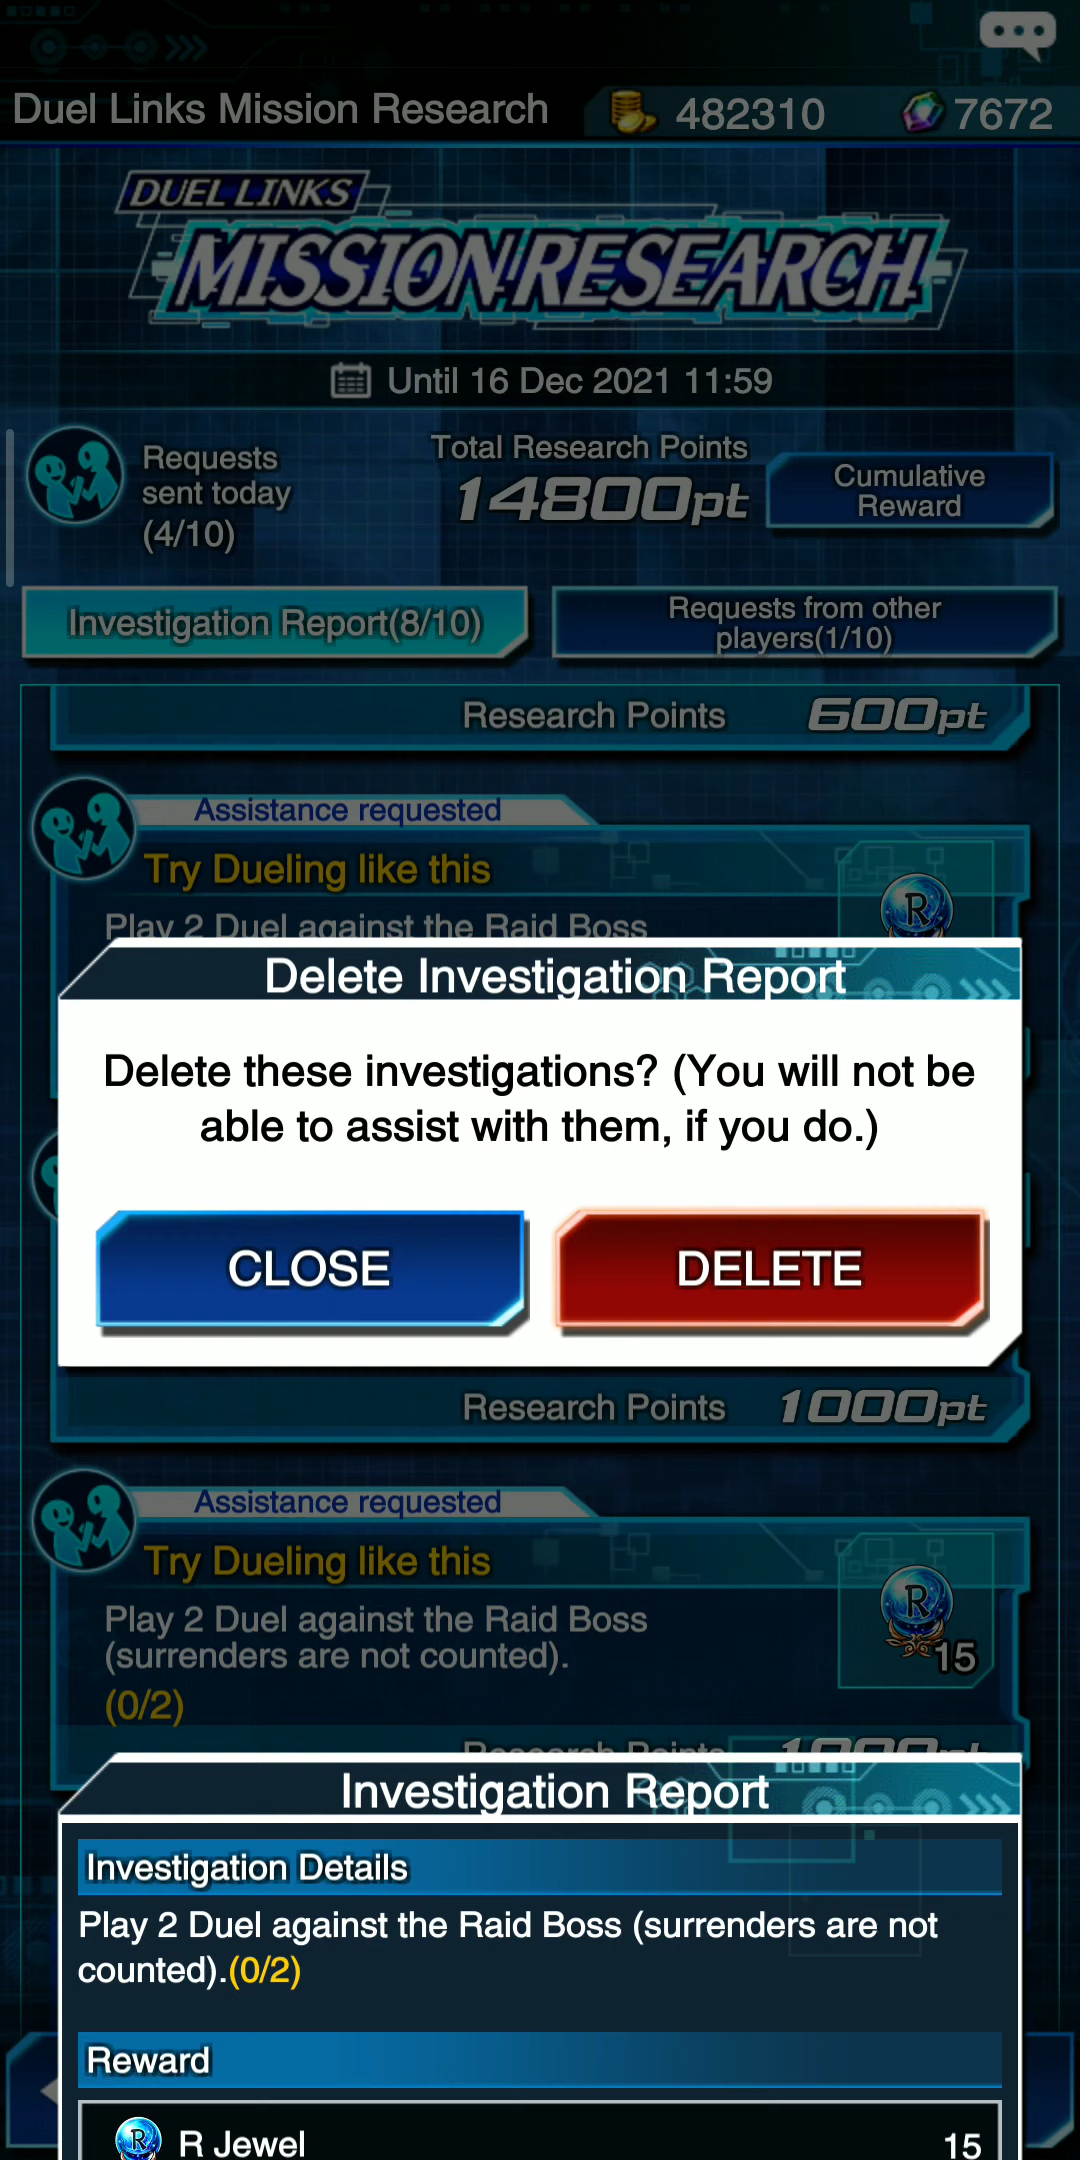 Duel Links Mission Research
482310
7672
DUEL LINKS
MISSION RESEARCH
Until 16 Dec 2021 11:59
Requests
sent today
(4/10)
Total Research Points
14800pt
Cumulative
Reward
Investigation Report(8/10)
Requests from other
players(1/10)
Research Points 600pt
Assistance requested
Try Dueling like this
Play 2 Duel against the Raid Boss
R
Delete Investigation Report
Delete these investigations? (You will not be
able to assist with them, if you do.)
CLOSE
DELETE
Research Points 1000pt
Assistance requested
Try Dueling like this
Play 2 Duel against the Raid Boss
(surrenders are not counted).
(0/2)
R
15
Research Points 1000pt
Investigation Report
Investigation Details
Play 2 Duel against the Raid Boss (surrenders are not
counted).(0/2)
Reward
R
R Jewel
15